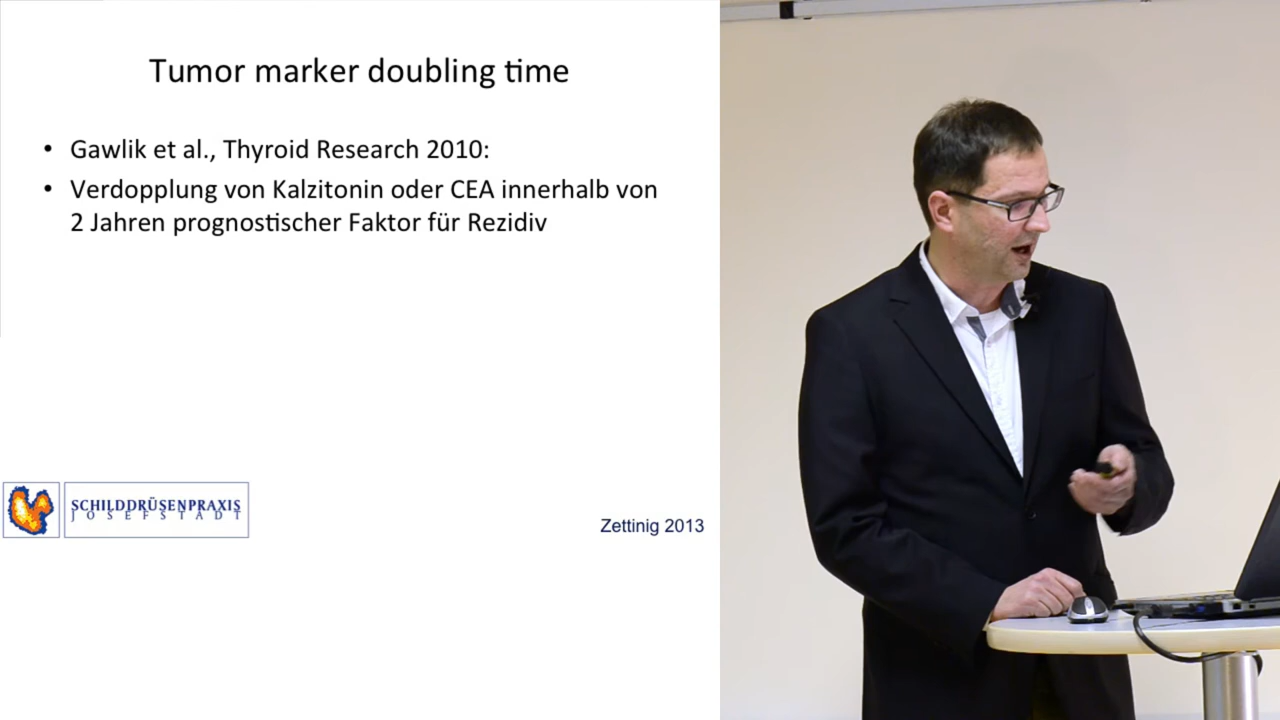 Tumor marker doubling time
• Gawlik et al., Thyroid Research 2010:
• Verdopplung von Kalzitonin oder CEA innerhalb von
2 Jahren prognostischer Faktor für Rezidiv
SCHILDDRÜSENPRAXIS
JOSEFSTADT
Zettinig 2013